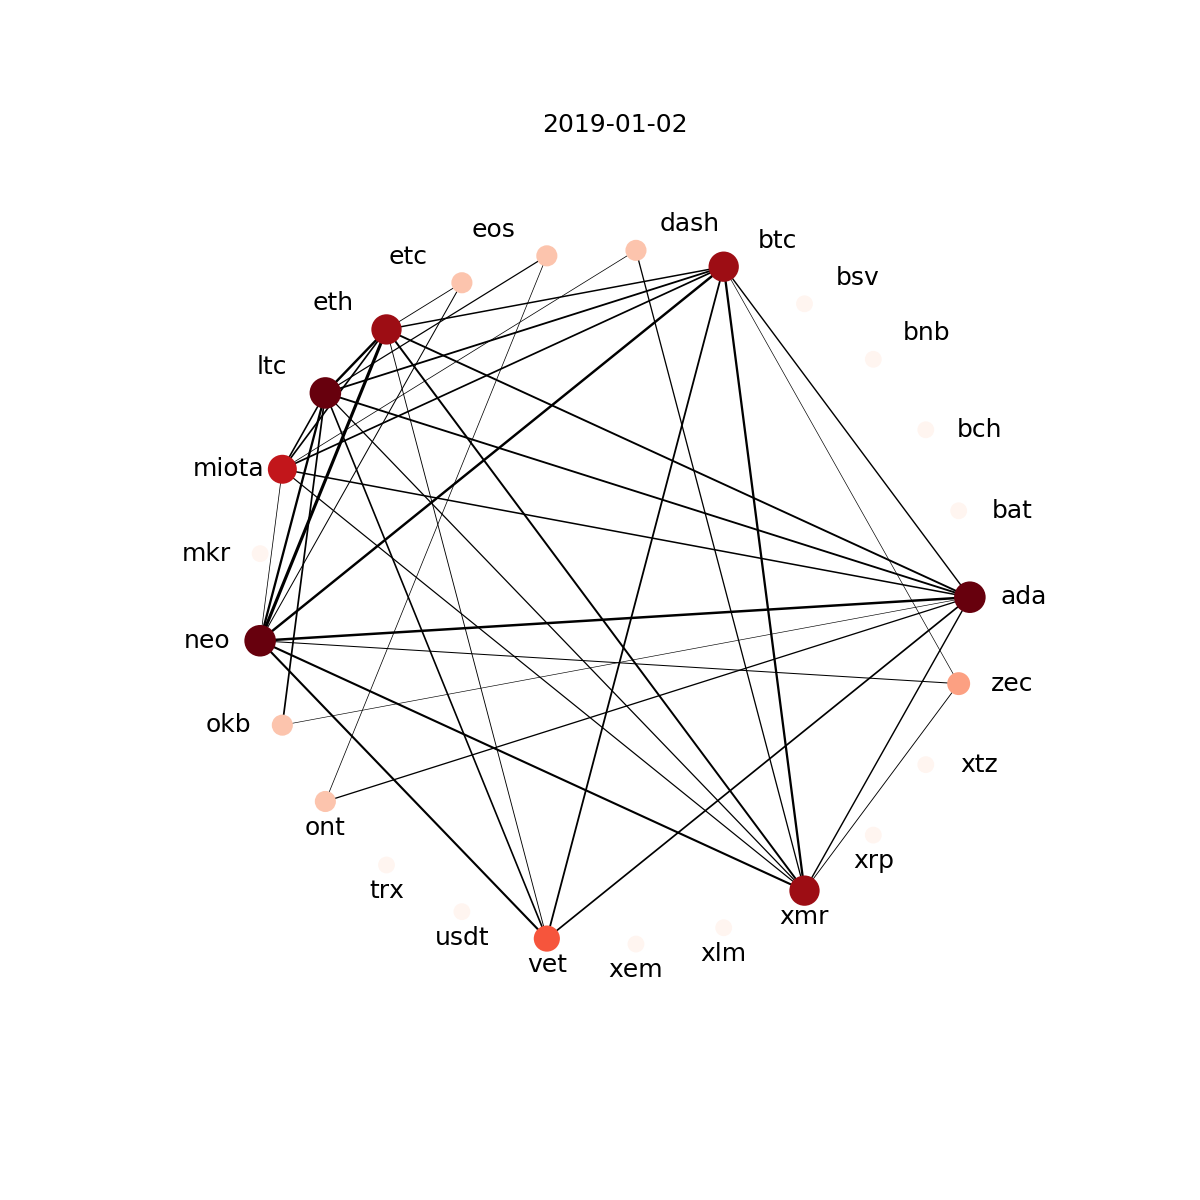 2019-01-02
dash
eos
btc
etc
bsv
eth
bnb
ltc
bch
miota
bat
mkr
ada
neo
zec
okb
xtz
ont
xrp
trx
xmr
usdt
xlm
vet
xem